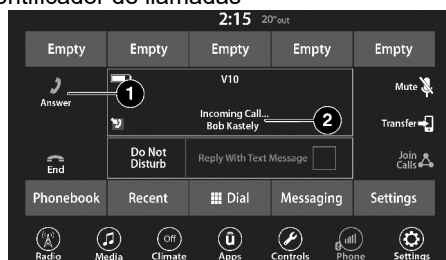 ntificador de llamadas
2:15 20°out
Empty Empty Empty Empty Empty
Answer
1
V10
Mute
Incoming Call...
Bob Kastely
2
Transfer
End
Do Not
Disturb
Reply With Text Message
Join
Calls
Phonebook Recent Dial Messaging Settings
Off
û
Radio Media Climate Apps Controls Phone Settings